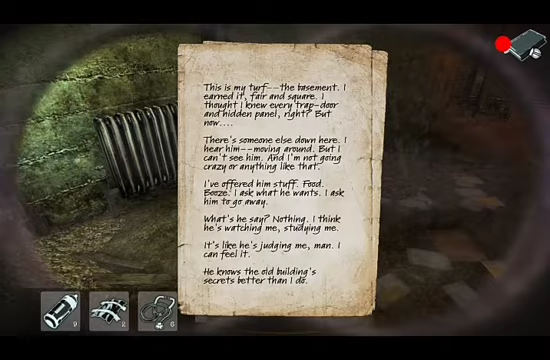 This is my turf--the basement. I
earned it, fair and square. I
thought I knew every trap-door
and hidden panel, right? But
now....
There's someone else down here. I
hear him--moving around. But I
can't see him. And I'm not going
crazy or anything like that.
I've offered him stuff. Food.
Booze. I ask what he wants. I ask
him to go away.
What's he say? Nothing. I think
he's watching me, studying me.
It's like he's judging me, man. I
can feel it.
He knows the old building's
secrets better than I do.
9
2
6